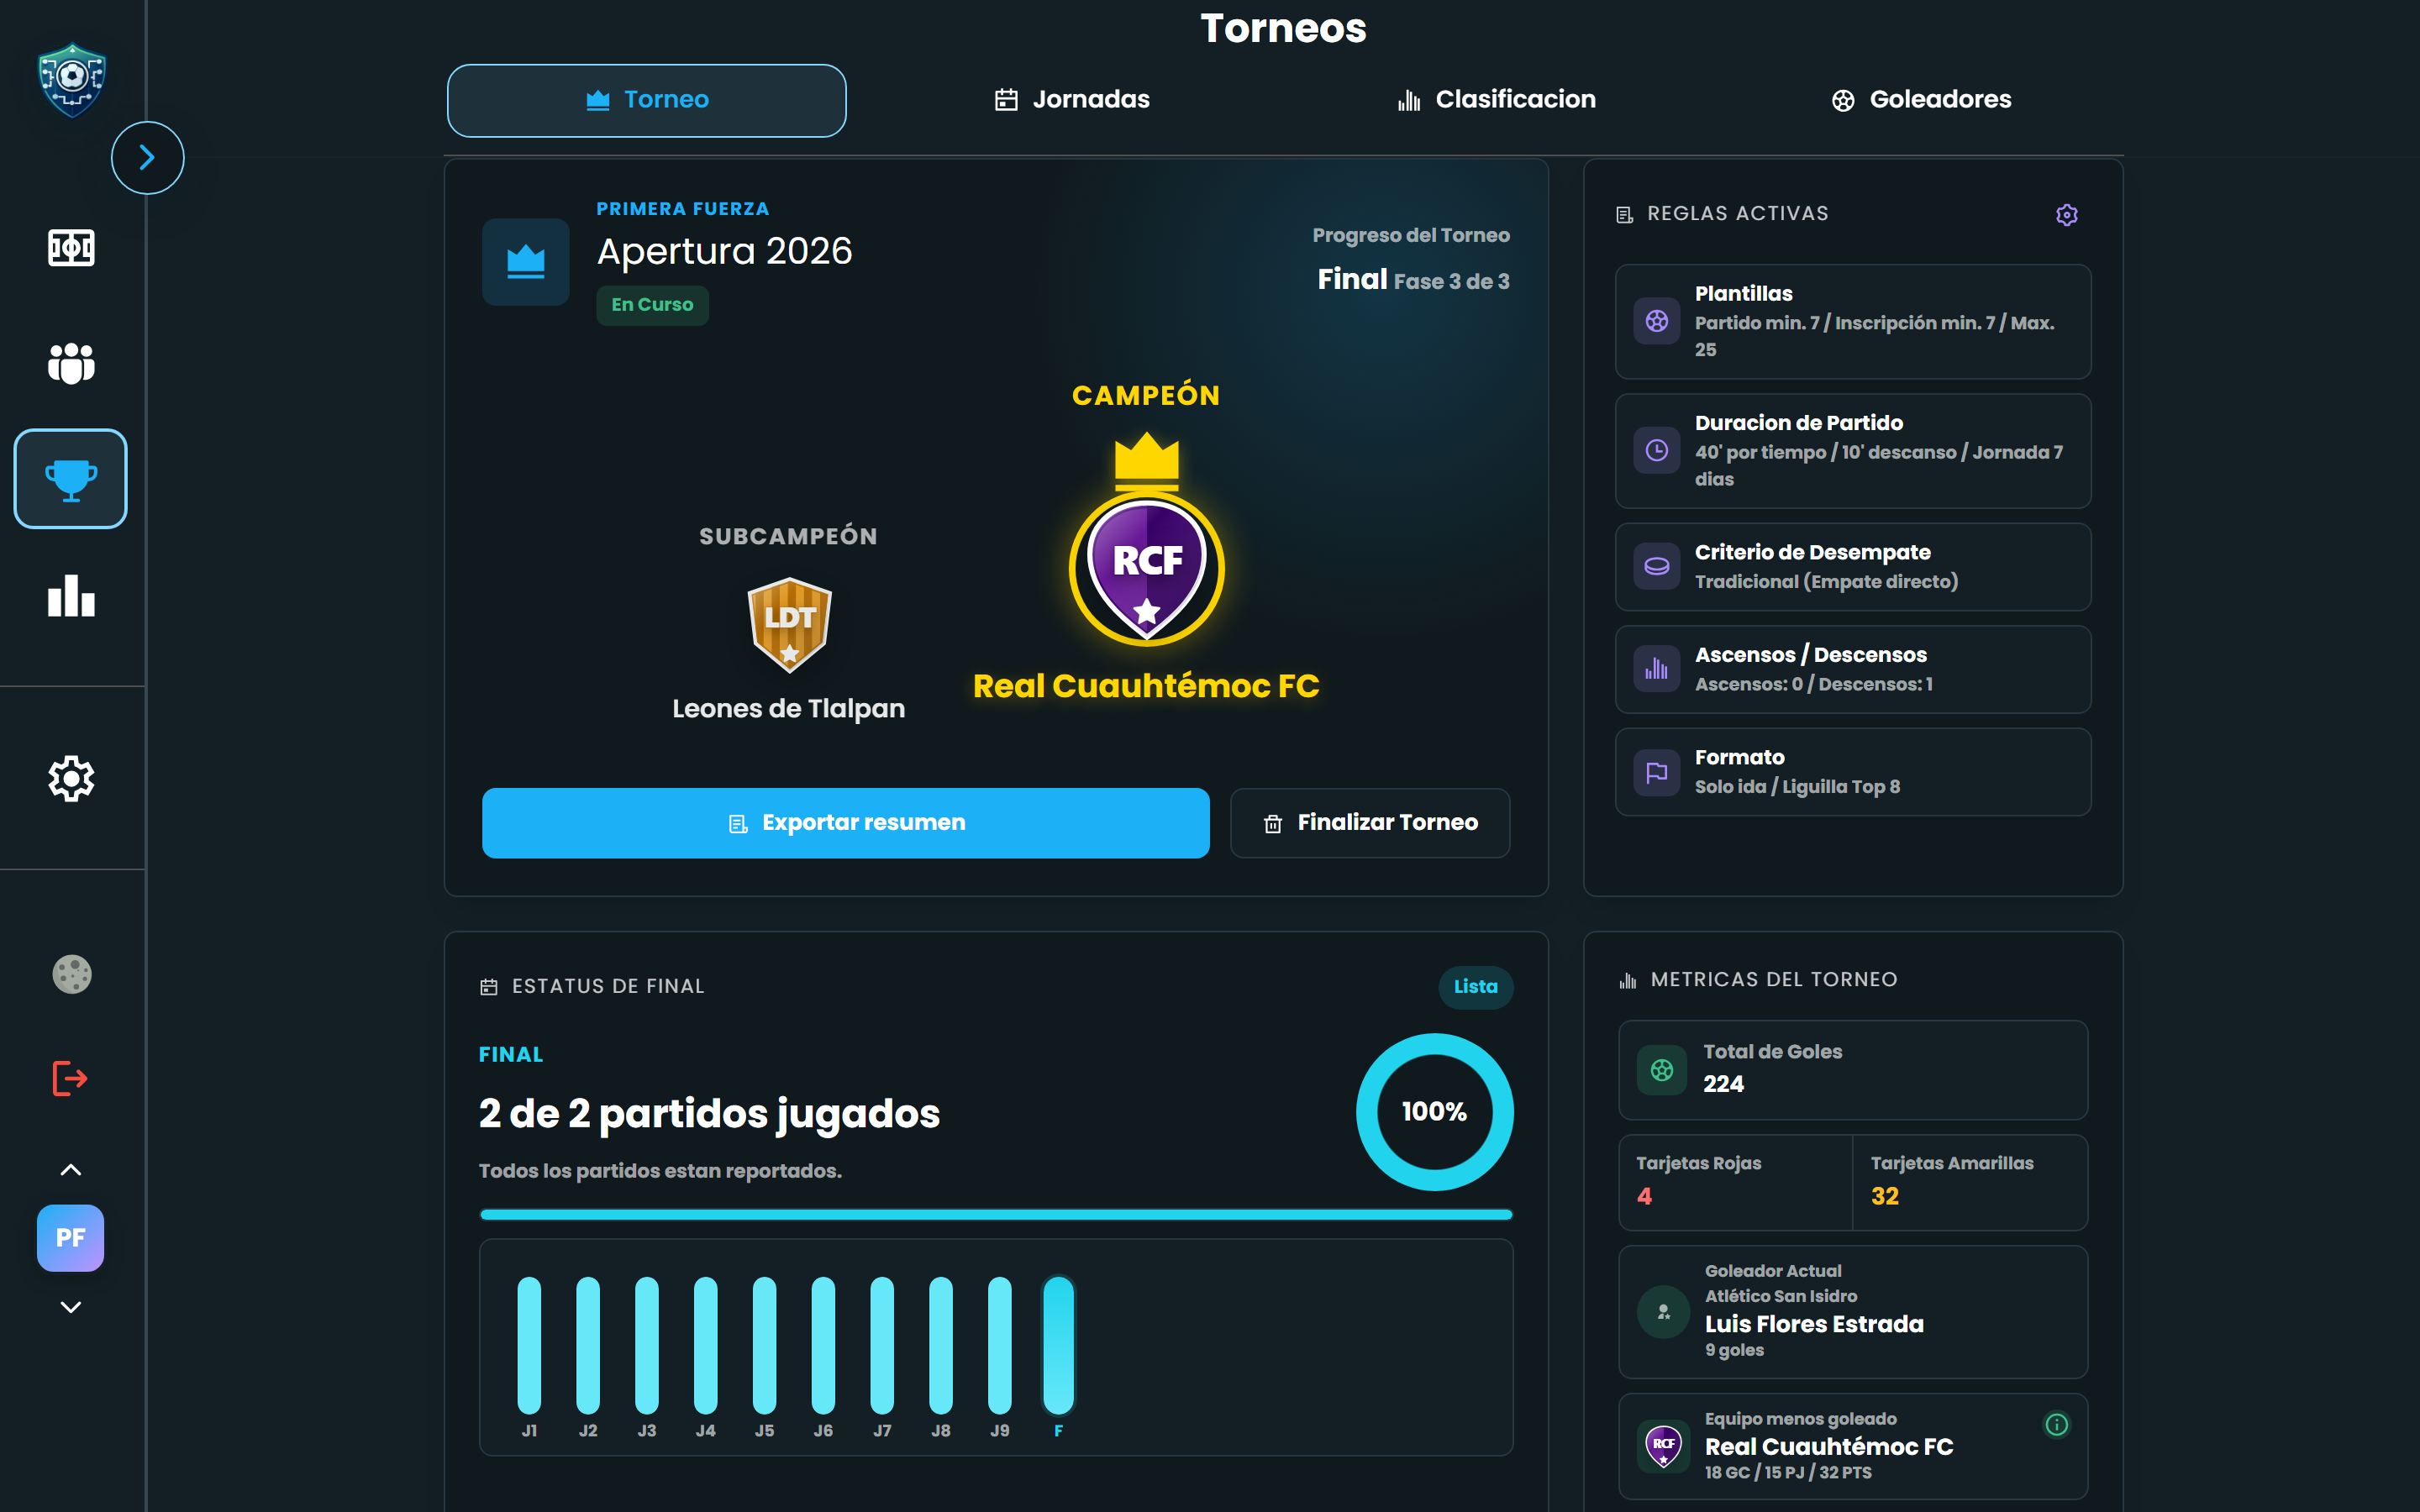 Torneos
Torneo
Jornadas
Clasificacion
Goleadores
PRIMERA FUERZA
Apertura 2026
En Curso
Progreso del Torneo
Final Fase 3 de 3
CAMPEÓN
RCF
Real Cuauhtémoc FC
SUBCAMPEÓN
LDT
Leones de Tlalpan
Exportar resumen
Finalizar Torneo
REGLAS ACTIVAS
Plantillas
Partido min. 7 / Inscripción min. 7 / Max.
25
Duracion de Partido
40' por tiempo / 10' descanso / Jornada 7
dias
Criterio de Desempate
Tradicional (Empate directo)
Ascensos / Descensos
Ascensos: 0 / Descensos: 1
Formato
Solo ida / Liguilla Top 8
ESTATUS DE FINAL
Lista
FINAL
2 de 2 partidos jugados
Todos los partidos estan reportados.
100%
J1 J2 J3 J4 J5 J6 J7 J8 J9 F
METRICAS DEL TORNEO
Total de Goles
224
Tarjetas Rojas
4
Tarjetas Amarillas
32
Goleador Actual
Atlético San Isidro
Luis Flores Estrada
9 goles
RCF
Equipo menos goleado
Real Cuauhtémoc FC
18 GC / 15 PJ / 32 PTS
PF